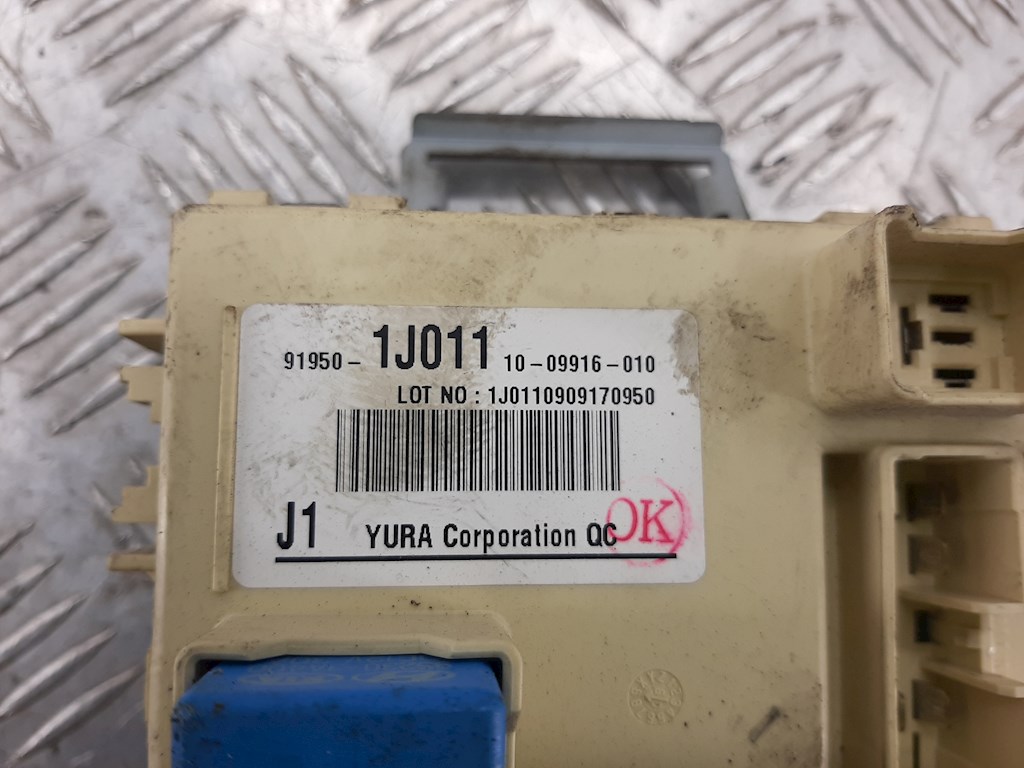 91950- 1J011 10-09916-010
LOT NO : 1J0110909170950
J1 YURA Corporation QC OK